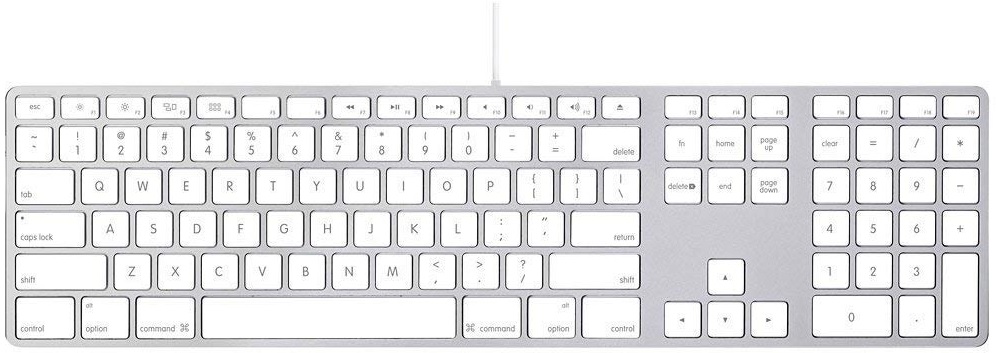 esc F1 F2 F3 F4 F5 F6 F7 F8 F9 F10 F11 F12 F13 F14 F15 F16 F17 F18 F19
~ ! @ # $ % ^ & * ( ) – +
` 1 2 3 4 5 6 7 8 9 0 - = delete fn home page up clear = / *
tab Q W E R T Y U I O P { [ } ] | \ delete end page down 7 8 9 –
caps lock A S D F G H J K L : ; " ' return 4 5 6 +
shift Z X C V B N M < , > . ? / shift 1 2 3
control alt option command ⌘ ⌘ command alt option control ◄ ▲ ▼ ► 0 . enter